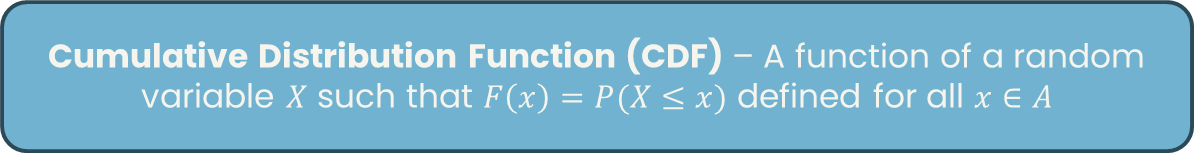 Cumulative Distribution Function (CDF) – A function of a random
variable X such that F(x) = P(X ≤ x) defined for all x ∈ A